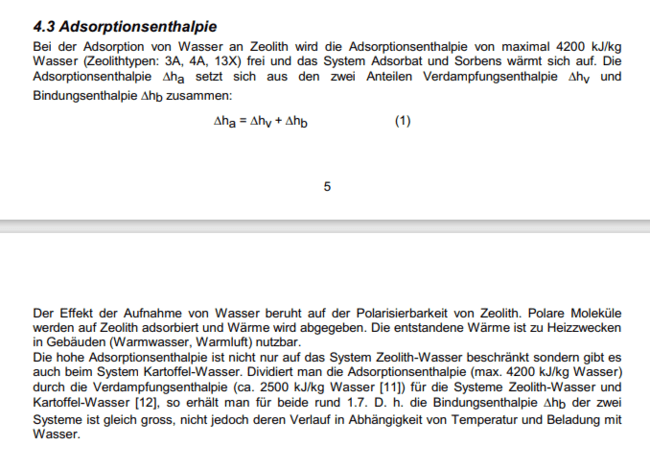 4.3 Adsorptionsenthalpie
Bei der Adsorption von Wasser an Zeolith wird die Adsorptionsenthalpie von maximal 4200 kJ/kg
Wasser (Zeolithtypen: 3A, 4A, 13X) frei und das System Adsorbat und Sorbens wärmt sich auf. Die
Adsorptionsenthalpie Δha setzt sich aus den zwei Anteilen Verdampfungsenthalpie Δhv und
Bindungsenthalpie Δhb zusammen:
Δha = Δhv + Δhb (1)
5
Der Effekt der Aufnahme von Wasser beruht auf der Polarisierbarkeit von Zeolith. Polare Moleküle
werden auf Zeolith adsorbiert und Wärme wird abgegeben. Die entstandene Wärme ist zu Heizzwecken
in Gebäuden (Warmwasser, Warmluft) nutzbar.
Die hohe Adsorptionsenthalpie ist nicht nur auf das System Zeolith-Wasser beschränkt sondern gibt es
auch beim System Kartoffel-Wasser. Dividiert man die Adsorptionsenthalpie (max. 4200 kJ/kg Wasser)
durch die Verdampfungsenthalpie (ca. 2500 kJ/kg Wasser [11]) für die Systeme Zeolith-Wasser und
Kartoffel-Wasser [12], so erhält man für beide rund 1.7. D. h. die Bindungsenthalpie Δhb der zwei
Systeme ist gleich gross, nicht jedoch deren Verlauf in Abhängigkeit von Temperatur und Beladung mit
Wasser.